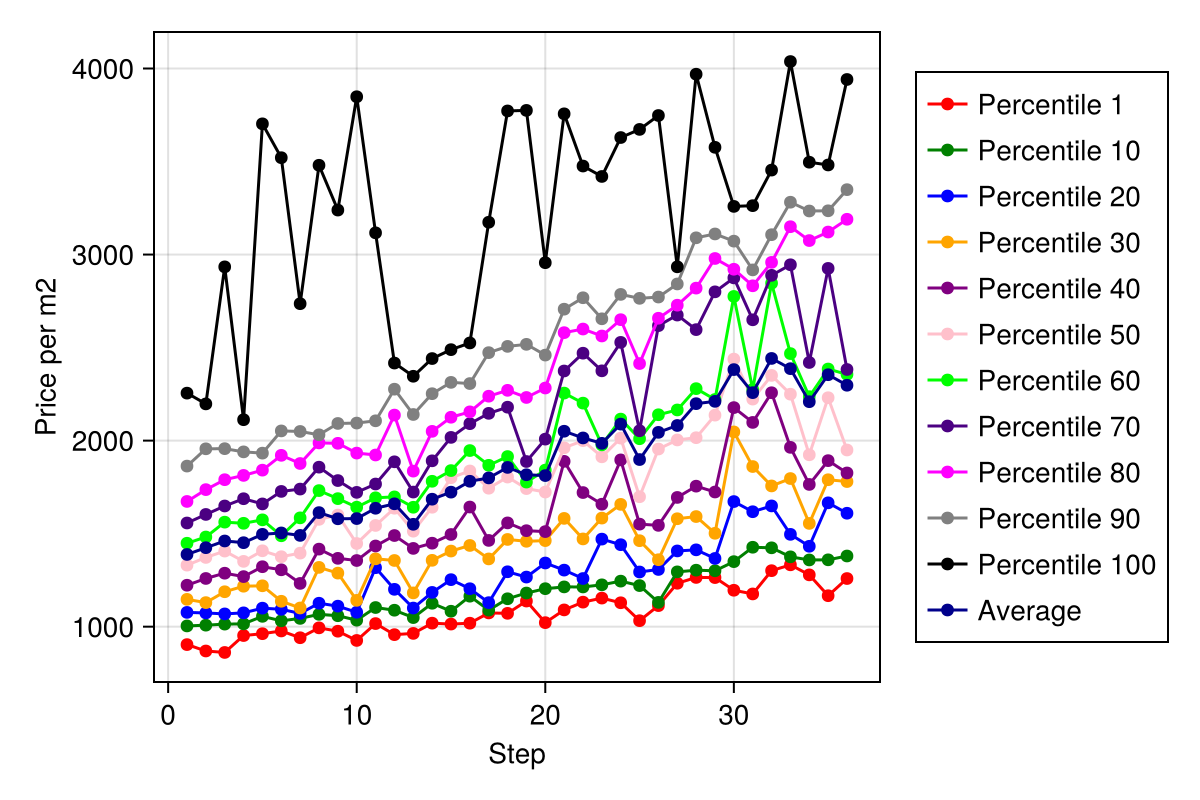 4000
3000
2000
1000
Price per m2
0 10 20 30
Step
Percentile 1
Percentile 10
Percentile 20
Percentile 30
Percentile 40
Percentile 50
Percentile 60
Percentile 70
Percentile 80
Percentile 90
Percentile 100
Average